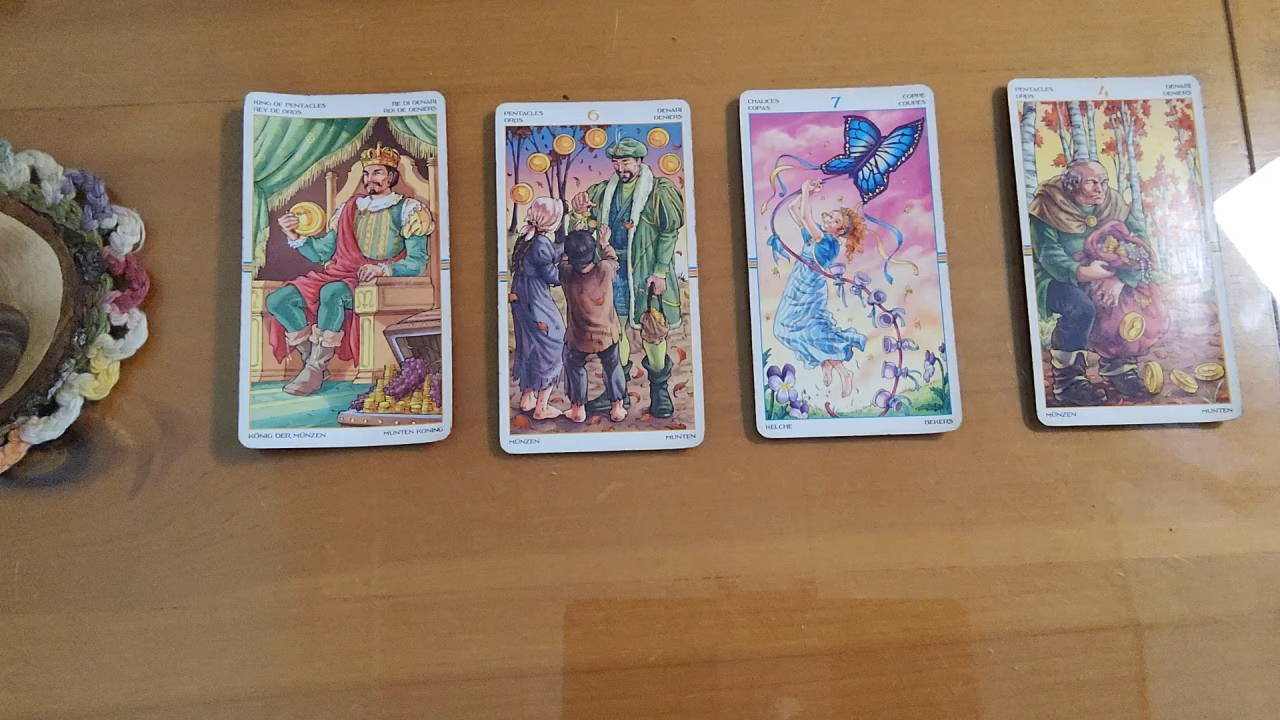 KING OF PENTACLES
REY DE OROS
RE DI DENARI
ROI DE DENIERS
KÖNIG DER MÜNZEN
MUNTEN KONING
PENTACLES
OROS
6
DENARI
DENIERS
MÜNZEN
MUNTEN
CHALICES
COPAS
7
COPPE
COUPES
KELCHE
BEKERS
PENTACLES
OROS
4
DENARI
DENIERS
MÜNZEN
MUNTEN